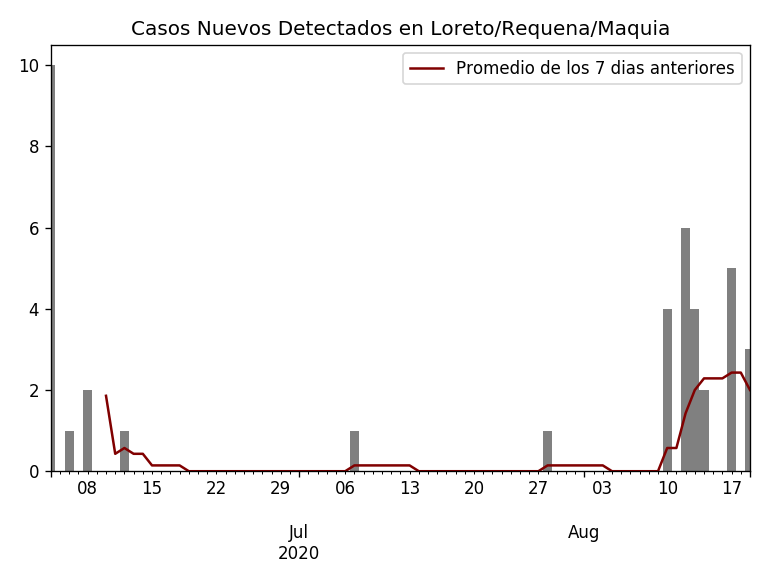 Casos Nuevos Detectados en Loreto/Requena/Maquia
Promedio de los 7 dias anteriores
10
8
6
4
2
0
08 15 22 29 06 13 20 27 03 10 17
Jul Aug
2020